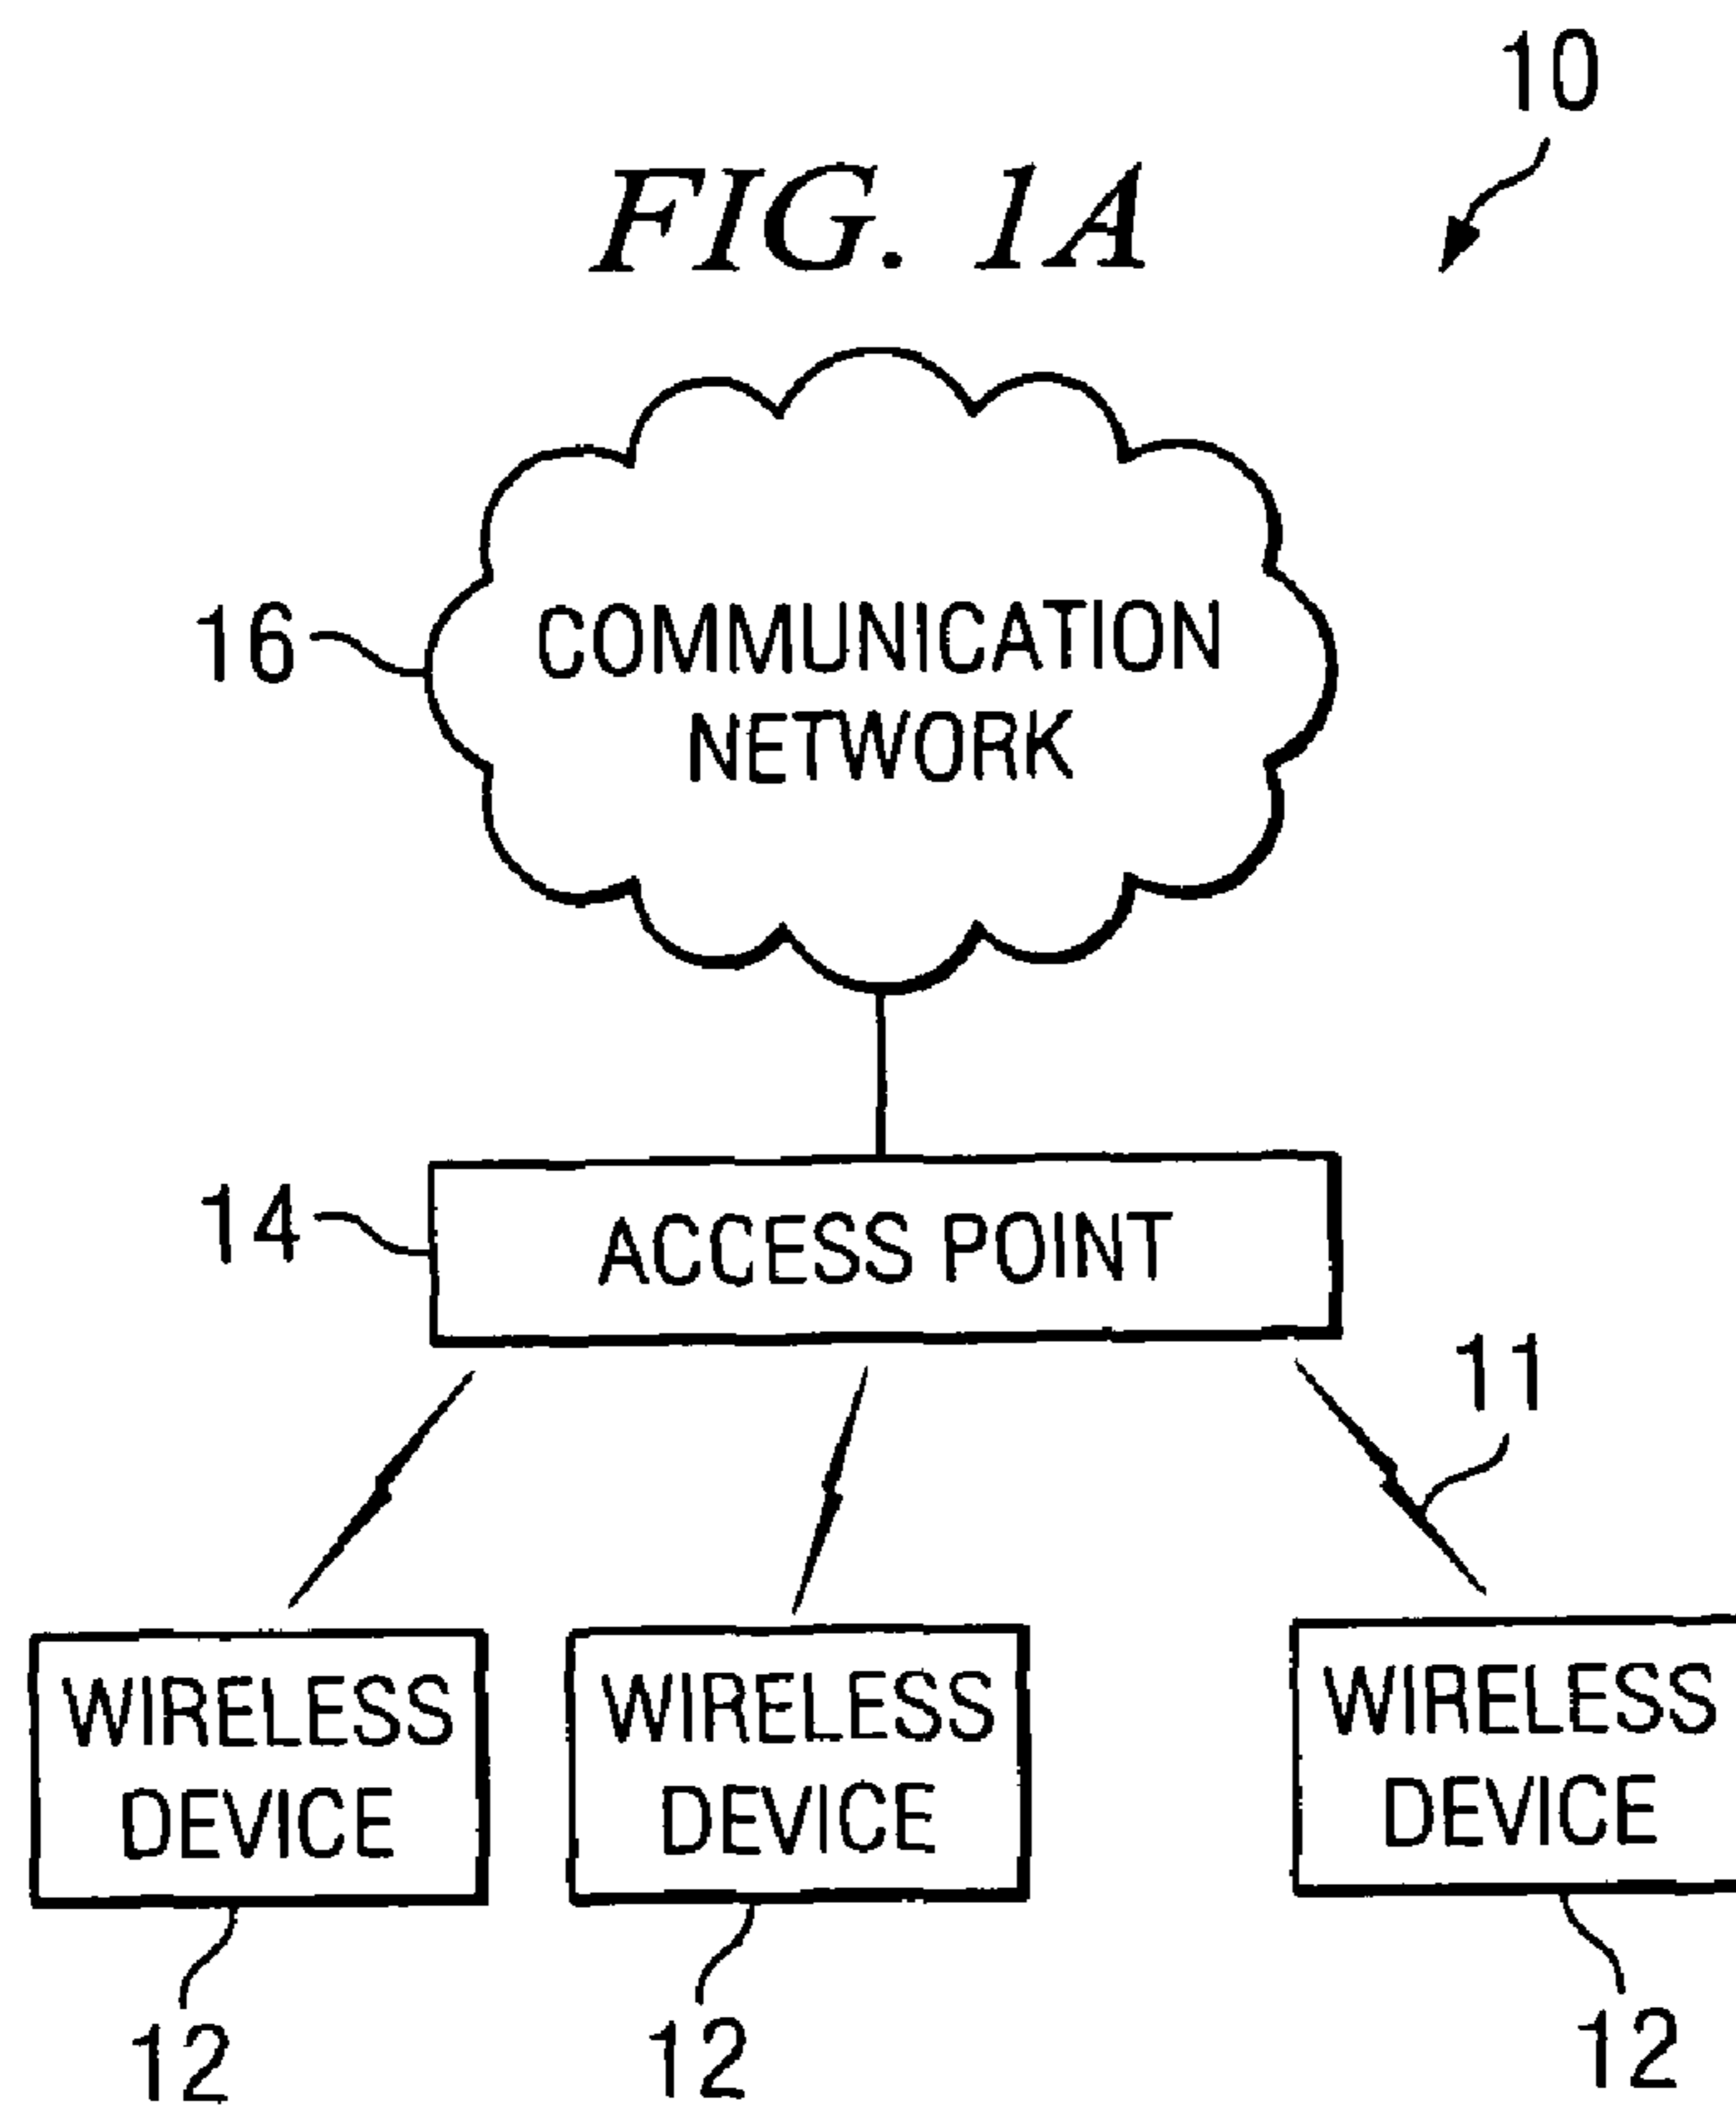 10
FIG. 1A
16
COMMUNICATION
NETWORK
14
ACCESS POINT
11
WIRELESS
DEVICE
WIRELESS
DEVICE
WIRELESS
DEVICE
12
12
12